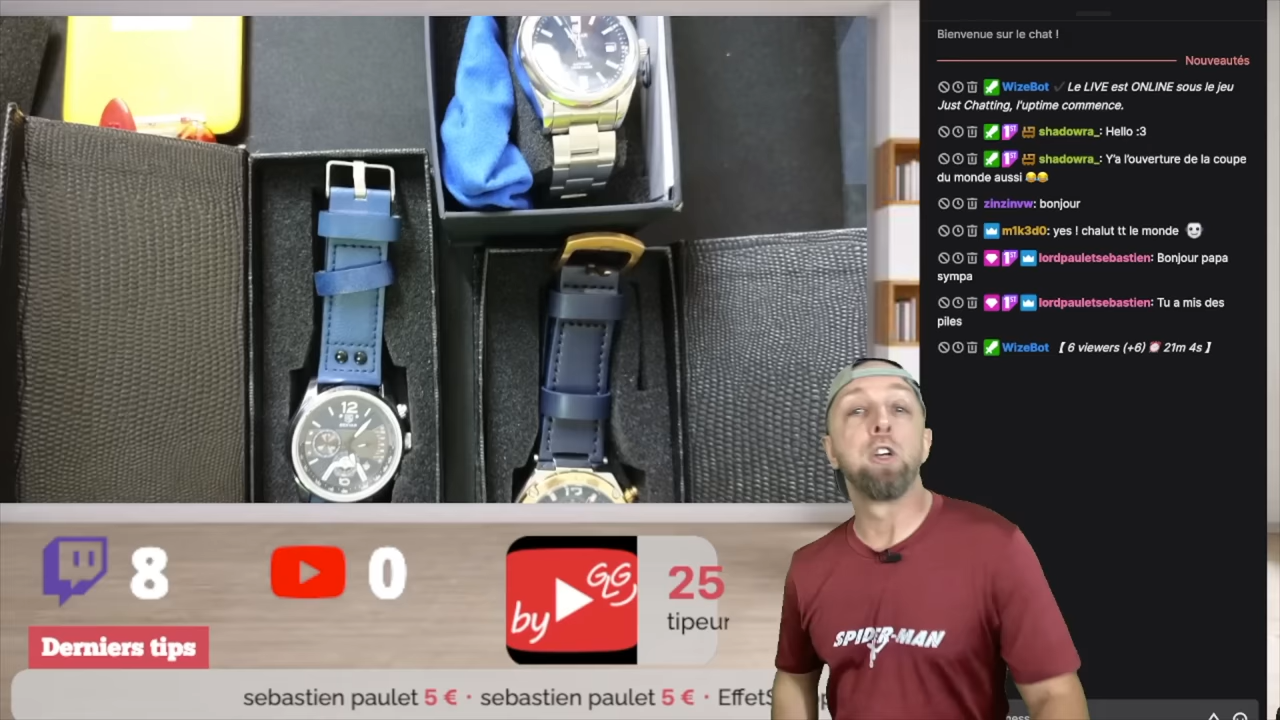 Bienvenue sur le chat !
Nouveautés
WizeBot ✓ Le LIVE est ONLINE sous le jeu
Just Chatting, l'uptime commence.
shadowra_: Hello :3
shadowra_: Y'a l'ouverture de la coupe
du monde aussi 😂😂
zinzinvw: bonjour
m1k3d0: yes ! chalut tt le monde
lordpauletsebastien: Bonjour papa
sympa
lordpauletsebastien: Tu a mis des
piles
WizeBot 【 6 viewers (+6) ⏰ 21m 4s 】
12
8
0
by GLG
25
tipeur
Derniers tips
sebastien paulet 5 € · sebastien paulet 5 €
SPIDER-MAN